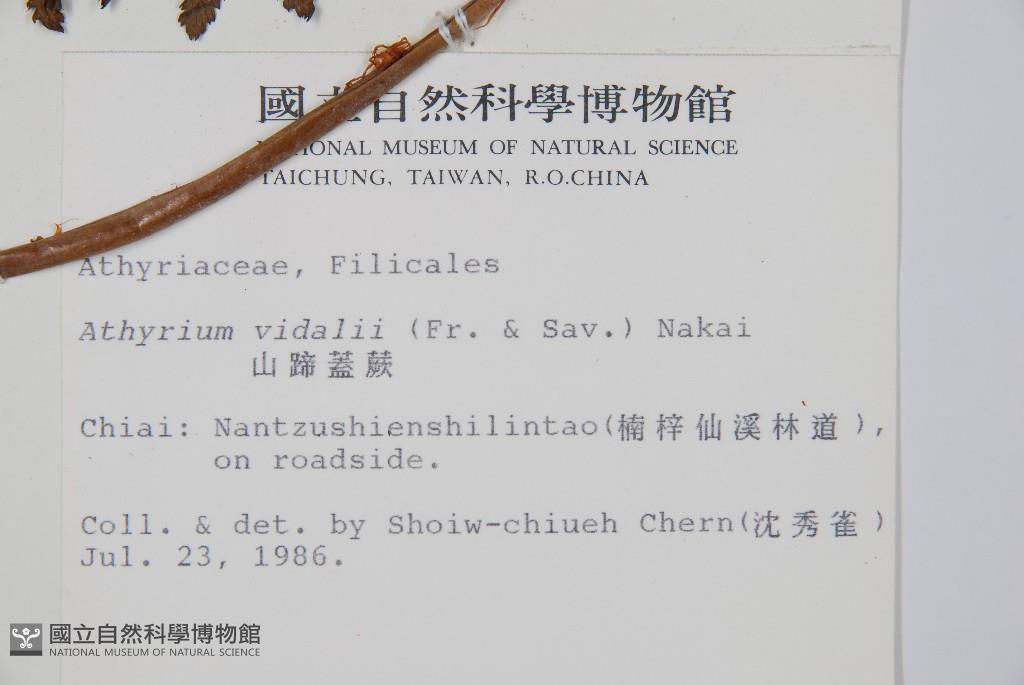 國立自然科學博物館
NATIONAL MUSEUM OF NATURAL SCIENCE
TAICHUNG, TAIWAN, R.O.CHINA
Athyriaceae, Filicales
Athyrium vidalii (Fr. & Sav.) Nakai
山蹄蓋蕨
Chiai: Nantzushienshilintao(楠梓仙溪林道),
on roadside.
Coll. & det. by Shoiw-chiueh Chern(沈秀雀)
Jul. 23, 1986.
國立自然科學博物館
NATIONAL MUSEUM OF NATURAL SCIENCE